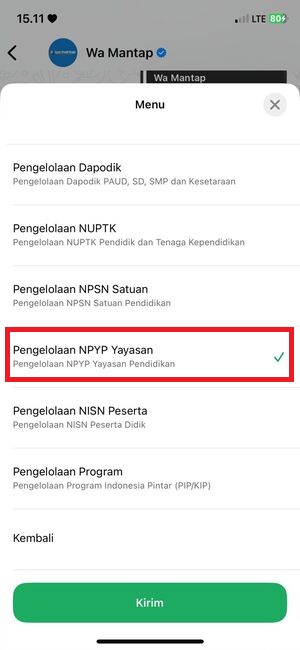 15.11
LTE 80
Wa Mantap
Wa Mantap
Menu
Pengelolaan Dapodik
Pengelolaan Dapodik PAUD, SD, SMP dan Kesetaraan
Pengelolaan NUPTK
Pengelolaan NUPTK Pendidik dan Tenaga Kependidikan
Pengelolaan NPSN Satuan
Pengelolaan NPSN Satuan Pendidikan
Pengelolaan NPYP Yayasan
Pengelolaan NPYP Yayasan Pendidikan
Pengelolaan NISN Peserta
Pengelolaan NISN Peserta Didik
Pengelolaan Program
Pengelolaan Program Indonesia Pintar (PIP/KIP)
Kembali
Kirim